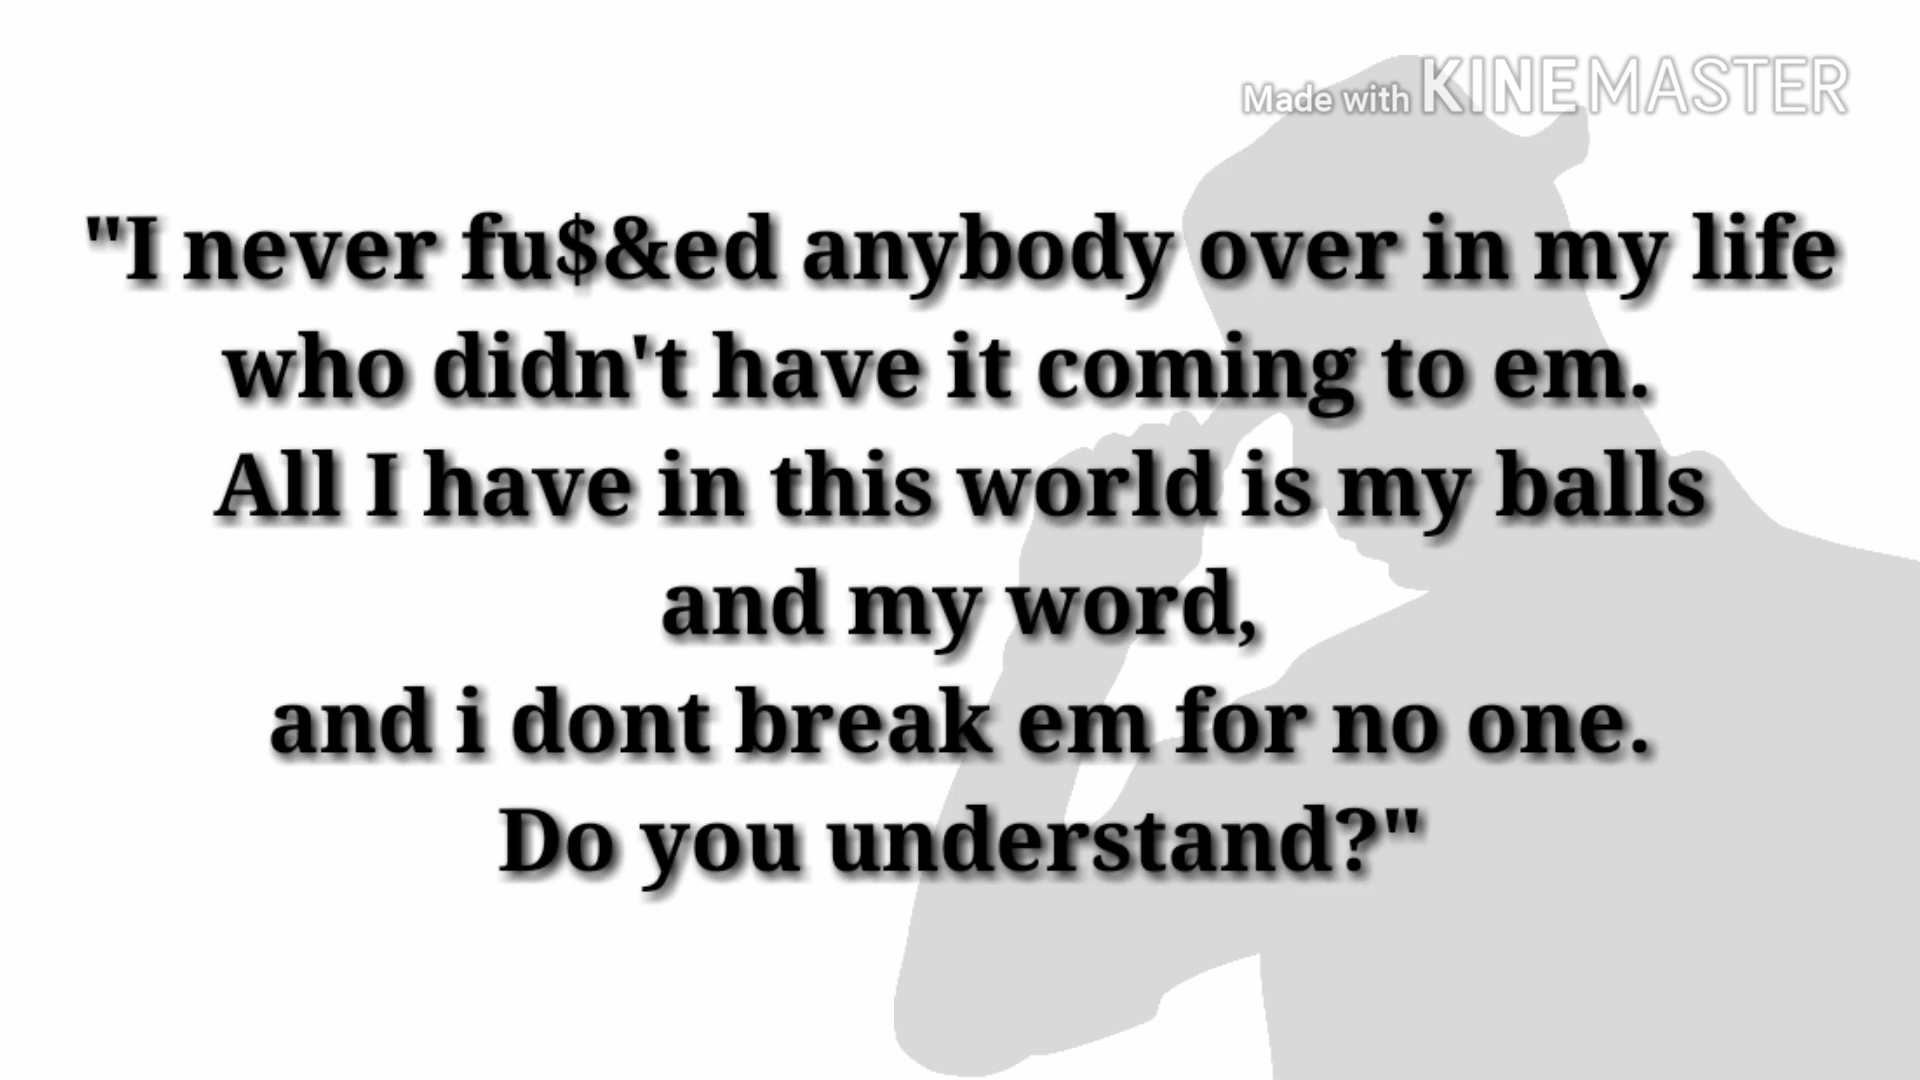 Made with KINEMASTER
"I never fu$&ed anybody over in my life
who didn't have it coming to em.
All I have in this world is my balls
and my word,
and i dont break em for no one.
Do you understand?"